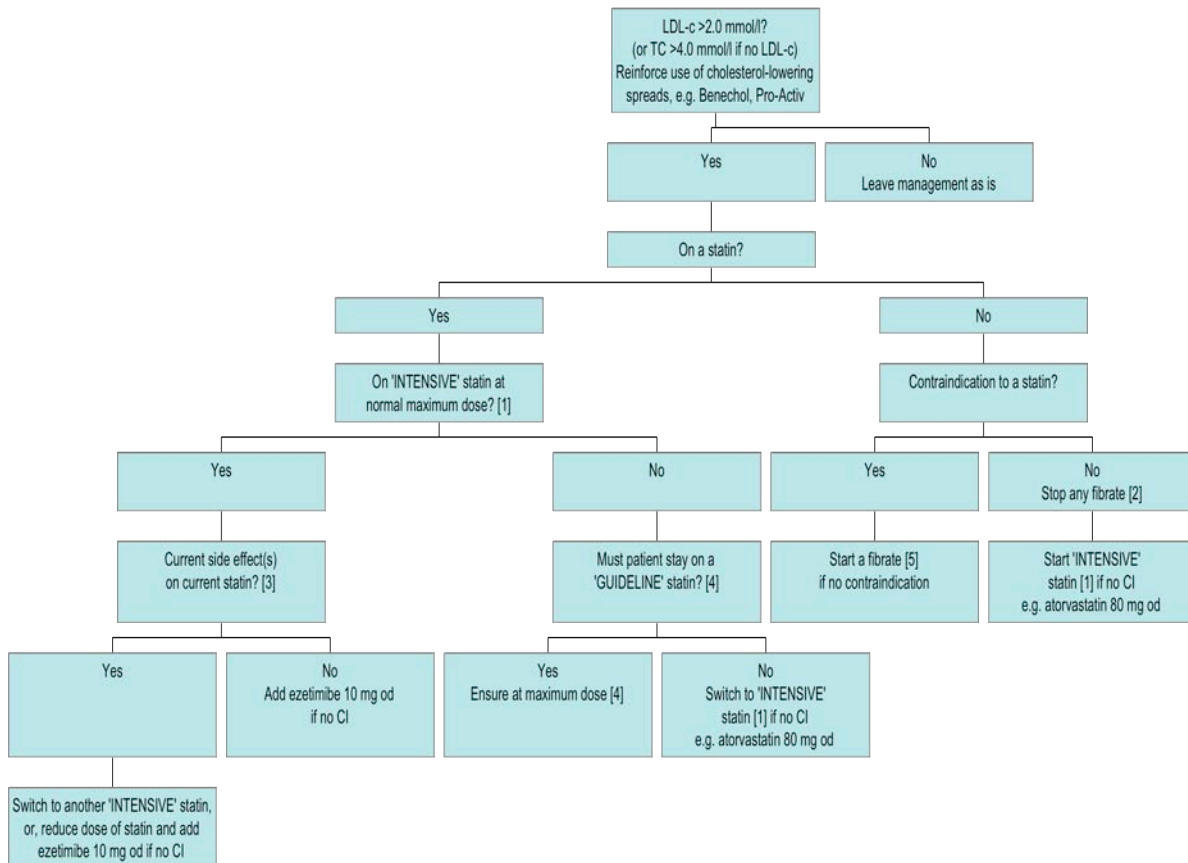 LDL-c >2.0 mmol/l?
(or TC >4.0 mmol/l if no LDL-c)
Reinforce use of cholesterol-lowering
spreads, e.g. Benechol, Pro-Activ
Yes
No
Leave management as is
On a statin?
Yes
No
On 'INTENSIVE' statin at
normal maximum dose? [1]
Contraindication to a statin?
Yes
No
Yes
No
Stop any fibrate [2]
Current side effect(s)
on current statin? [3]
Must patient stay on a
'GUIDELINE' statin? [4]
Start a fibrate [5]
if no contraindication
Start 'INTENSIVE'
statin [1] if no CI
e.g. atorvastatin 80 mg od
Yes
No
Add ezetimibe 10 mg od
if no CI
Yes
Ensure at maximum dose [4]
No
Switch to 'INTENSIVE'
statin [1] if no CI
e.g. atorvastatin 80 mg od
Switch to another 'INTENSIVE' statin,
or, reduce dose of statin and add
ezetimibe 10 mg od if no CI